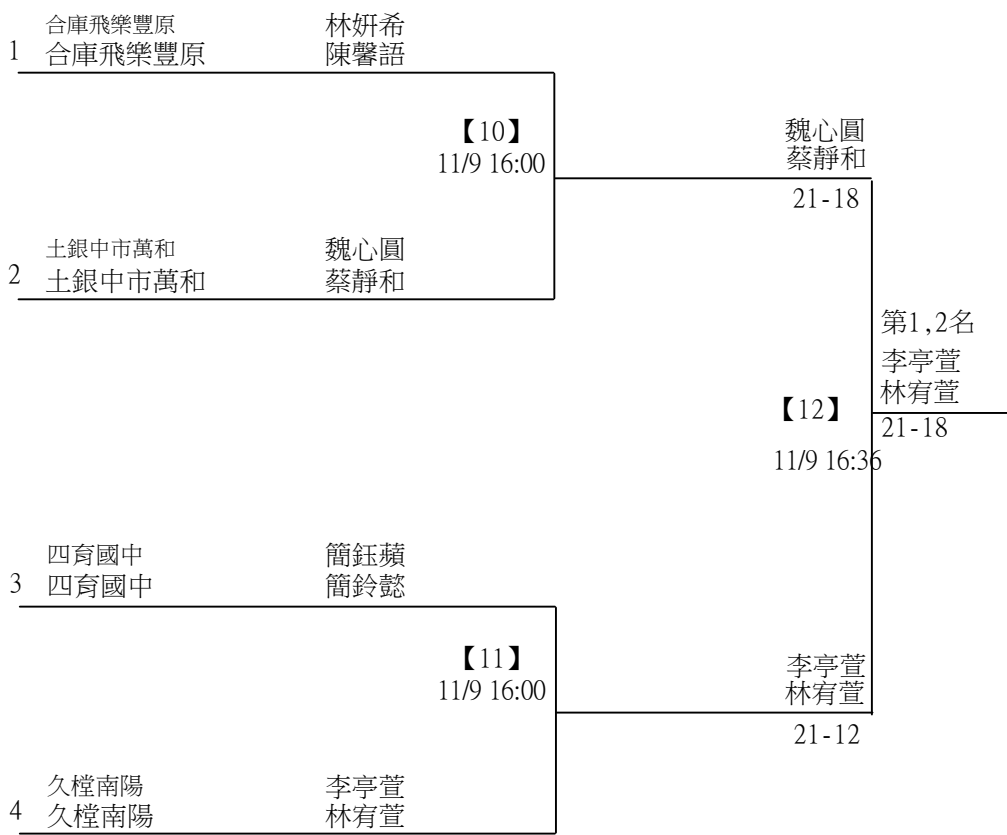 合庫飛樂豐原 林妍希
1 合庫飛樂豐原 陳馨語
【10】
11/9 16:00
魏心圓
蔡靜和
21-18
土銀中市萬和 魏心圓
2 土銀中市萬和 蔡靜和
第1,2名
李亭萱
林宥萱
【12】
21-18
11/9 16:36
四育國中 簡鈺蘋
3 四育國中 簡鈴懿
【11】
11/9 16:00
李亭萱
林宥萱
21-12
久樘南陽 李亭萱
4 久樘南陽 林宥萱